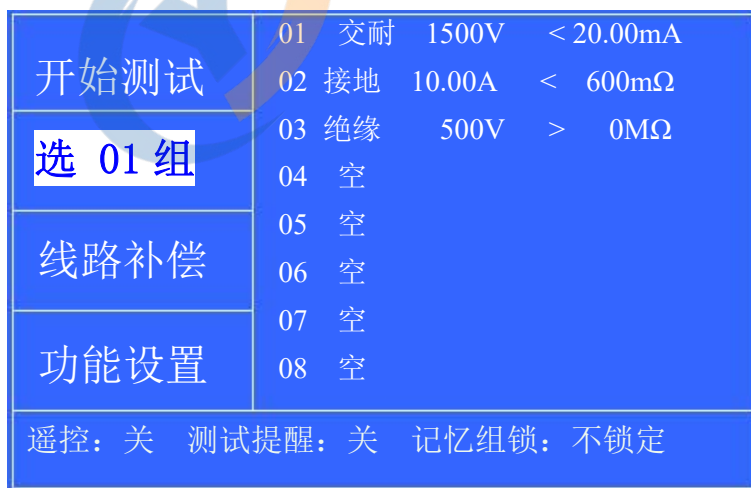 开始测试
选 01 组
线路补偿
功能设置
01 交耐 1500V < 20.00mA
02 接地 10.00A < 600mΩ
03 绝缘 500V > 0MΩ
04 空
05 空
06 空
07 空
08 空
遥控：关 测试提醒：关 记忆组锁：不锁定